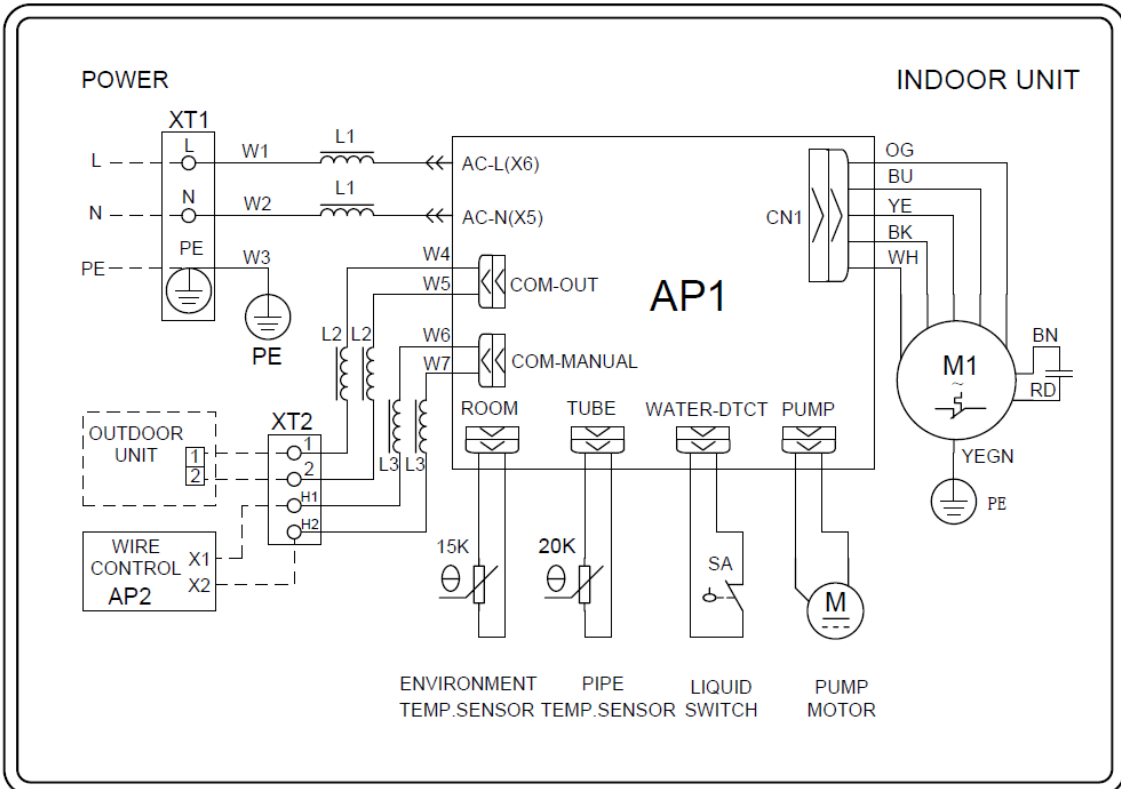 POWER
INDOOR UNIT
XT1
L
L
W1
L1
AC-L(X6)
OG
BU
N
N
W2
L1
AC-N(X5)
CN1
YE
BK
WH
PE
PE
W3
PE
W4
W5
COM-OUT
AP1
L2
L2
W6
W7
COM-MANUAL
M1
~
BN
RD
ROOM
TUBE
WATER-DTCT
PUMP
YEGN
PE
OUTDOOR
UNIT
1
2
XT2
1
2
H1
H2
L3
L3
WIRE
CONTROL
AP2
X1
X2
15K
θ
20K
θ
SA
M
ENVIRONMENT
TEMP.SENSOR
PIPE
TEMP.SENSOR
LIQUID
SWITCH
PUMP
MOTOR